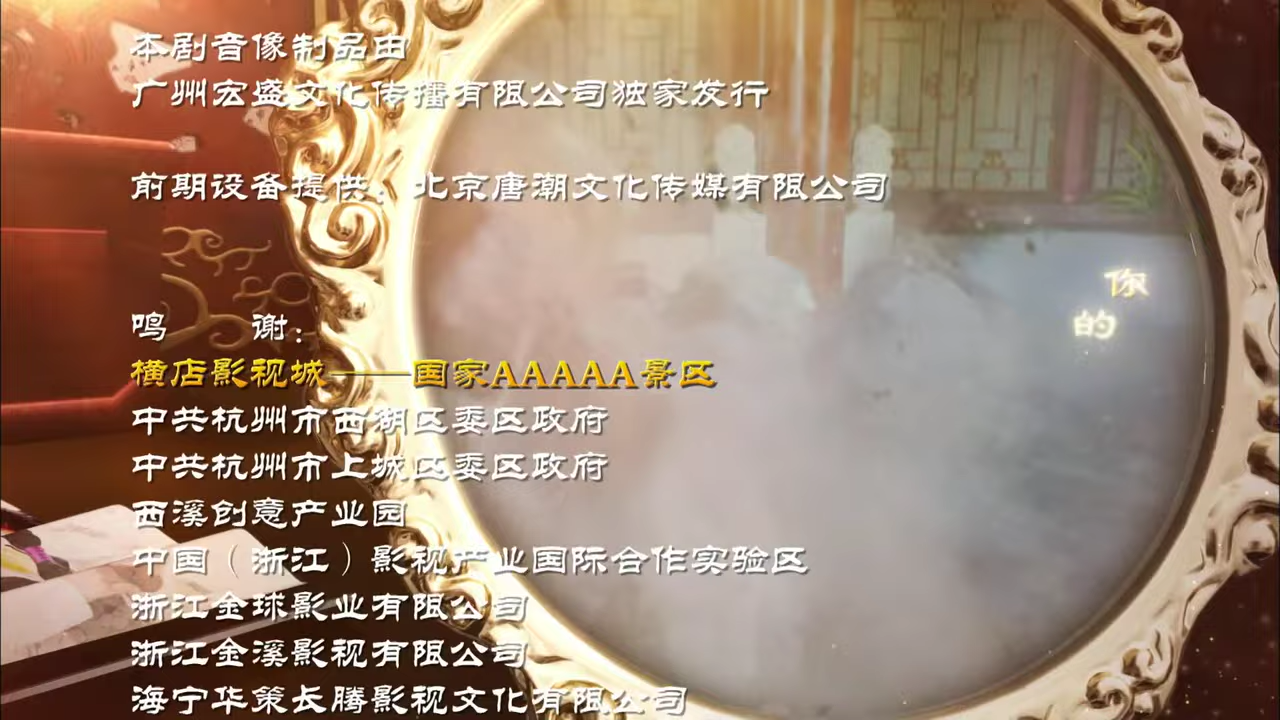 本剧音像制品由
广州宏盛文化传播有限公司独家发行
前期设备提供：北京唐潮文化传媒有限公司
鸣　　谢：
横店影视城——国家AAAAA景区
中共杭州市西湖区委区政府
中共杭州市上城区委区政府
西溪创意产业园
中国（浙江）影视产业国际合作实验区
浙江金球影业有限公司
浙江金溪影视有限公司
海宁华策长腾影视文化有限公司
你
的